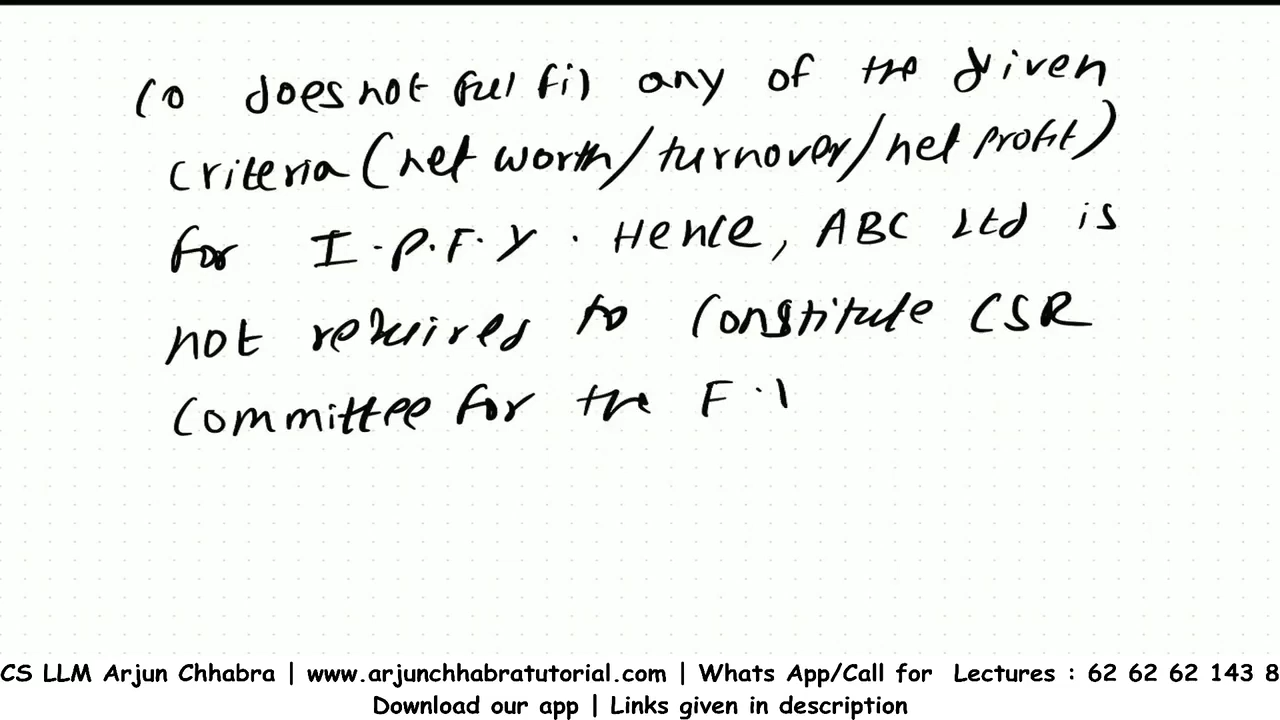 Co does not fulfil any of the given
criteria (net worth/turnover/net profit)
for I.P.F.Y. Hence, ABC Ltd is
not requires to constitute CSR
committee for the F.
CS LLM Arjun Chhabra | www.arjunchhabratutorial.com | Whats App/Call for Lectures : 62 62 62 143 8
Download our app | Links given in description